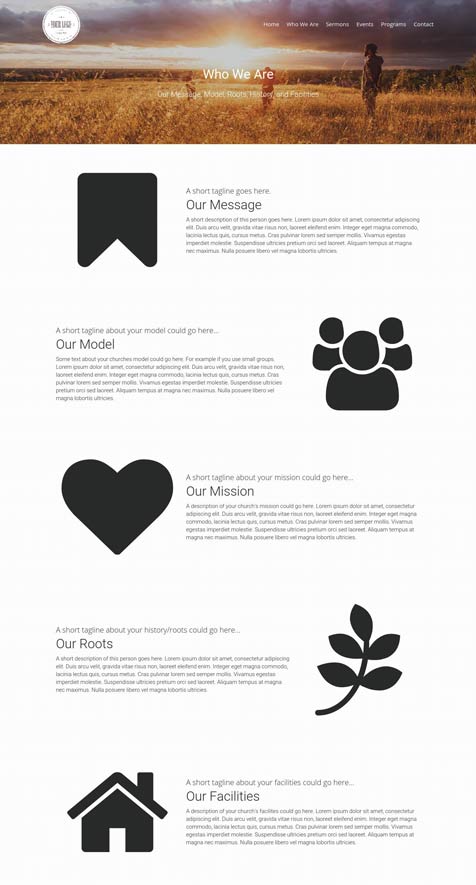 YOUR LOGO
Home Who We Are Sermons Events Programs Contact
Who We Are
Our Message, Model, Roots, History, and Facilities
A short tagline goes here.
Our Message
A short description of this person goes here. Lorem ipsum dolor sit amet, consectetur adipiscing
elit. Duis arcu velit, gravida vitae risus non, laoreet eleifend enim. Integer eget magna
commodo, lacinia lectus quis, cursus metus. Cras pulvinar lorem sed semper mollis. Vivamus egestas
imperdiet molestie. Suspendisse ultricies pretium orci sed laoreet. Aliquam tempus at magna
nec maximus. Nulla posuere libero vel magna lobortis ultricies.
A short tagline about your model could go here...
Our Model
Some text about your churches model could go here. For example if you use small groups.
Lorem ipsum dolor sit amet, consectetur adipiscing elit. Duis arcu velit, gravida vitae risus non,
laoreet eleifend enim. Integer eget magna commodo, lacinia lectus quis, cursus metus. Cras
pulvinar lorem sed semper mollis. Vivamus egestas imperdiet molestie. Suspendisse ultricies
pretium orci sed laoreet. Aliquam tempus at magna nec maximus. Nulla posuere libero vel
magna lobortis ultricies.
A short tagline about your mission could go here...
Our Mission
A description of your church's mission could go here. Lorem ipsum dolor sit amet, consectetur
adipiscing elit. Duis arcu velit, gravida vitae risus non, laoreet eleifend enim. Integer eget magna
commodo, lacinia lectus quis, cursus metus. Cras pulvinar lorem sed semper mollis. Vivamus
egestas imperdiet molestie. Suspendisse ultricies pretium orci sed laoreet. Aliquam tempus at
magna nec maximus. Nulla posuere libero vel magna lobortis ultricies.
A short tagline about your history/roots could go here...
Our Roots
A short description of this person goes here. Lorem ipsum dolor sit amet, consectetur adipiscing
elit. Duis arcu velit, gravida vitae risus non, laoreet eleifend enim. Integer eget magna
commodo, lacinia lectus quis, cursus metus. Cras pulvinar lorem sed semper mollis. Vivamus egestas
imperdiet molestie. Suspendisse ultricies pretium orci sed laoreet. Aliquam tempus at magna
nec maximus. Nulla posuere libero vel magna lobortis ultricies.
A short tagline about your facilities could go here...
Our Facilities
A description of your church's facilites could go here. Lorem ipsum dolor sit amet, consectetur
adipiscing elit. Duis arcu velit, gravida vitae risus non, laoreet eleifend enim. Integer eget magna
commodo, lacinia lectus quis, cursus metus. Cras pulvinar lorem sed semper mollis. Vivamus
egestas imperdiet molestie. Suspendisse ultricies pretium orci sed laoreet. Aliquam tempus at
magna nec maximus. Nulla posuere libero vel magna lobortis ultricies.